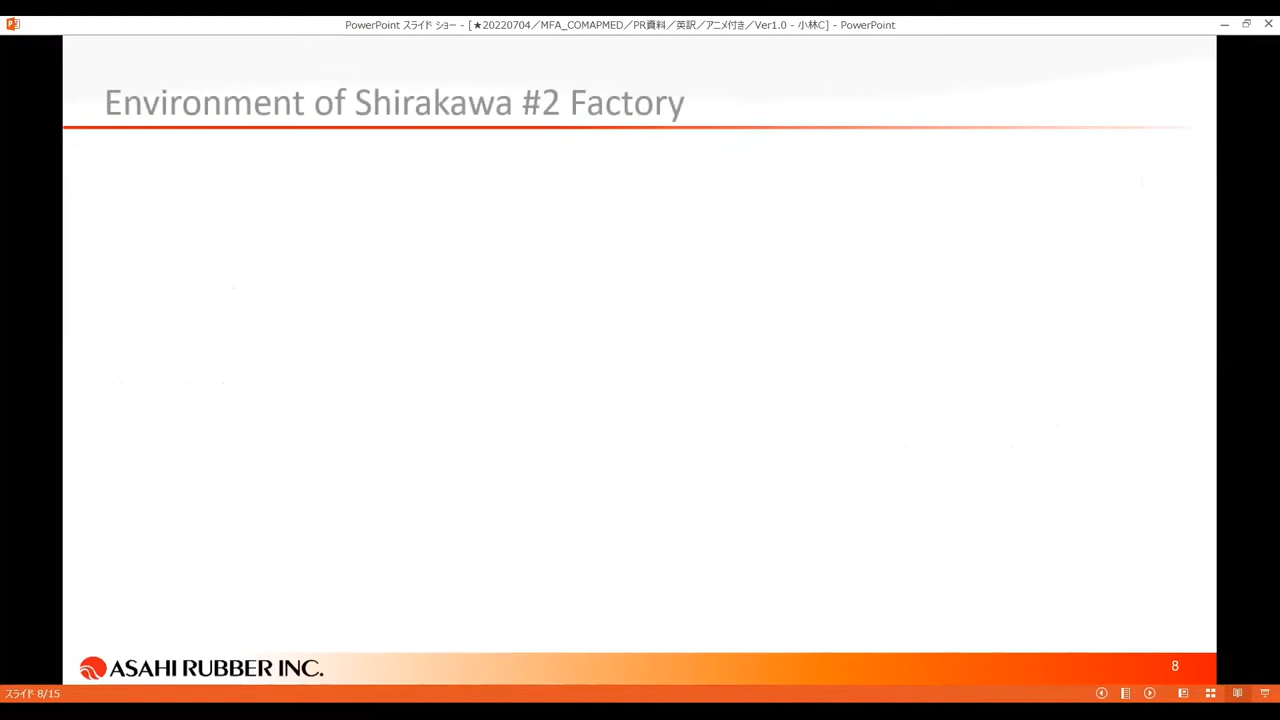 PowerPoint スライド ショー - [★20220704／MFA_COMAPMED／PR資料／英訳／アニメ付き／Ver1.0 - 小林C] - PowerPoint
Environment of Shirakawa #2 Factory
ASAHI RUBBER INC.
8
スライド 8/15